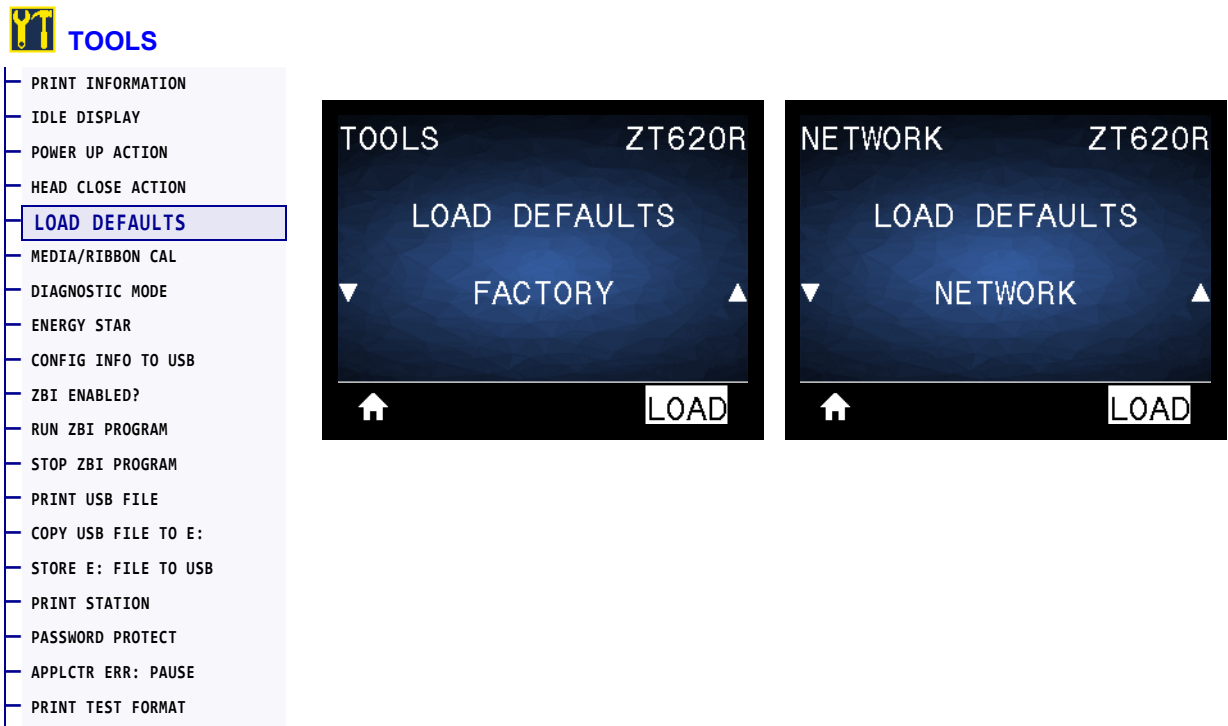 TOOLS
PRINT INFORMATION
IDLE DISPLAY
POWER UP ACTION
HEAD CLOSE ACTION
LOAD DEFAULTS
MEDIA/RIBBON CAL
DIAGNOSTIC MODE
ENERGY STAR
CONFIG INFO TO USB
ZBI ENABLED?
RUN ZBI PROGRAM
STOP ZBI PROGRAM
PRINT USB FILE
COPY USB FILE TO E:
STORE E: FILE TO USB
PRINT STATION
PASSWORD PROTECT
APPLCTR ERR: PAUSE
PRINT TEST FORMAT
TOOLS ZT620R
LOAD DEFAULTS
FACTORY
LOAD
NETWORK ZT620R
LOAD DEFAULTS
NETWORK
LOAD